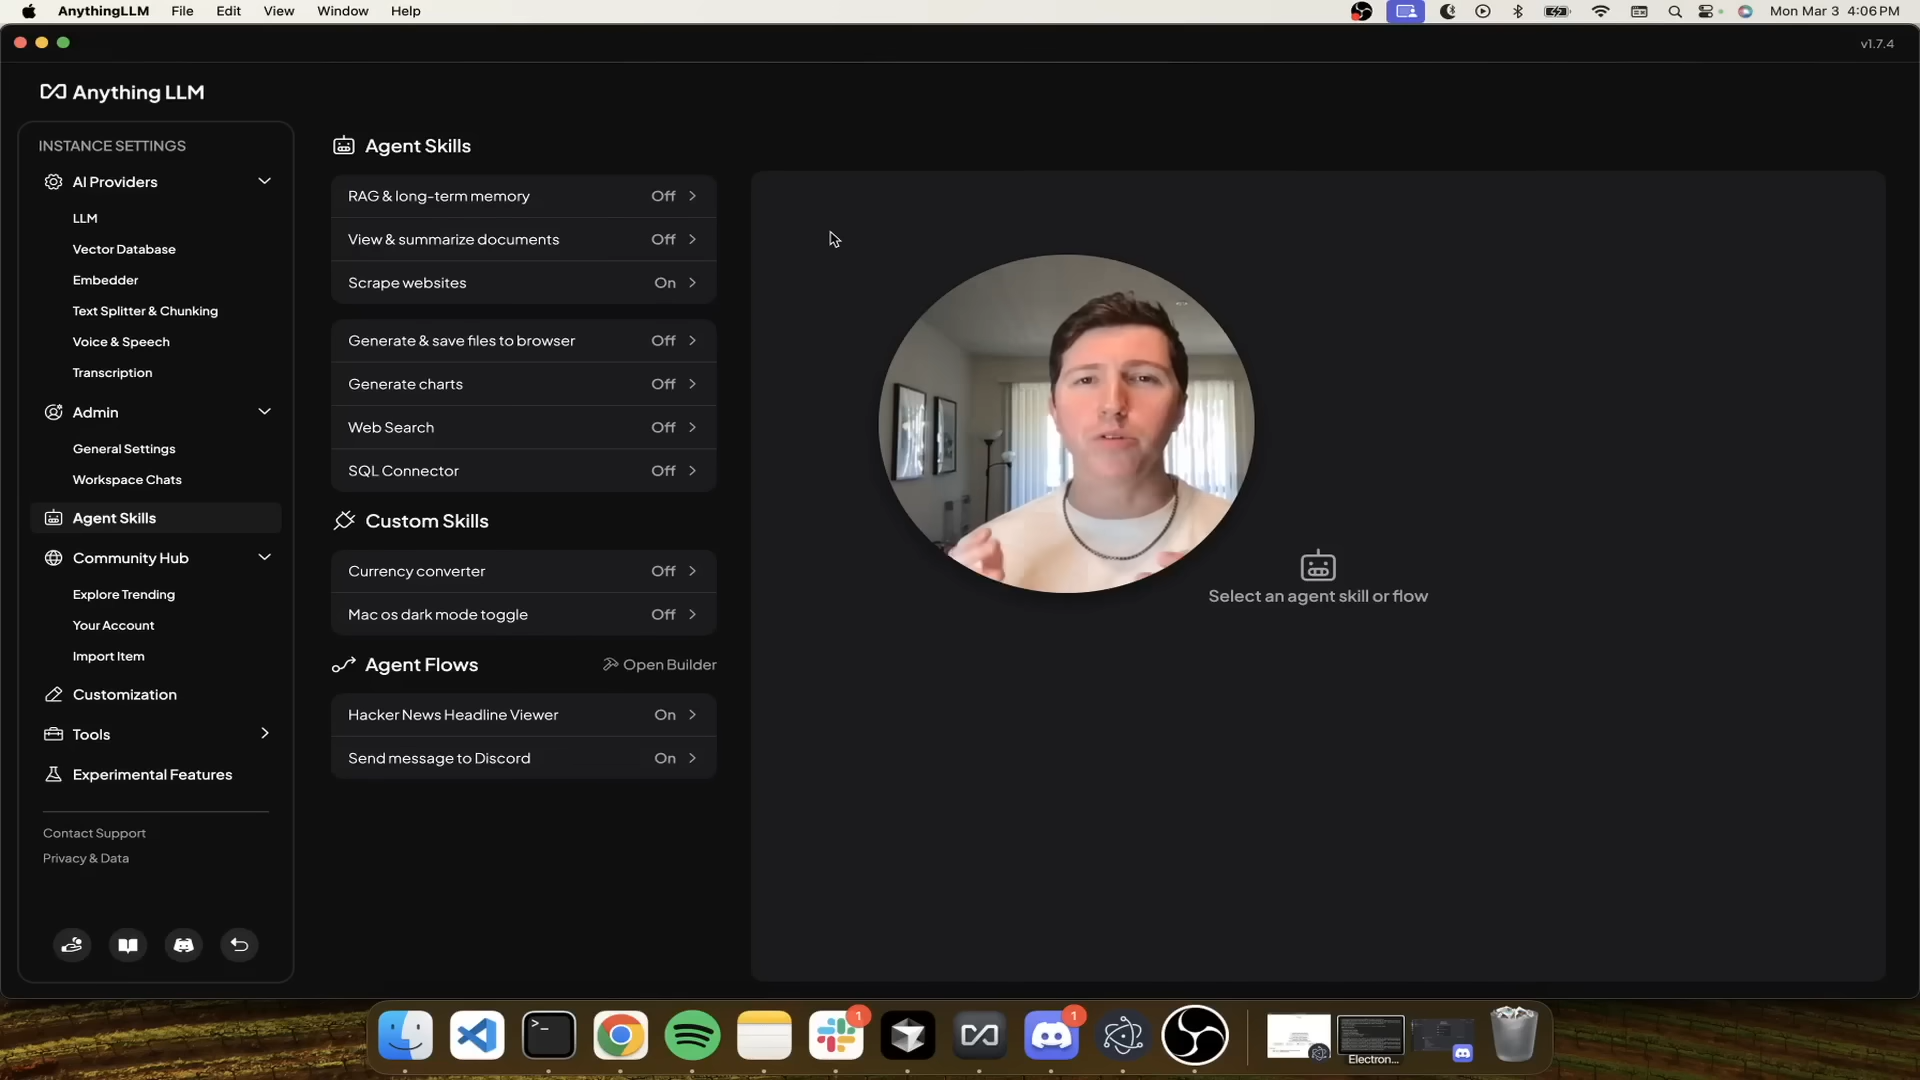 AnythingLLM File Edit View Window Help Mon Mar 3 4:06 PM
v1.7.4
Anything LLM
INSTANCE SETTINGS
AI Providers
LLM
Vector Database
Embedder
Text Splitter & Chunking
Voice & Speech
Transcription
Admin
General Settings
Workspace Chats
Agent Skills
Community Hub
Explore Trending
Your Account
Import Item
Customization
Tools
Experimental Features
Contact Support
Privacy & Data
Agent Skills
RAG & long-term memory Off
View & summarize documents Off
Scrape websites On
Generate & save files to browser Off
Generate charts Off
Web Search Off
SQL Connector Off
Custom Skills
Currency converter Off
Mac os dark mode toggle Off
Agent Flows Open Builder
Hacker News Headline Viewer On
Send message to Discord On
Select an agent skill or flow
1
1
Electron...